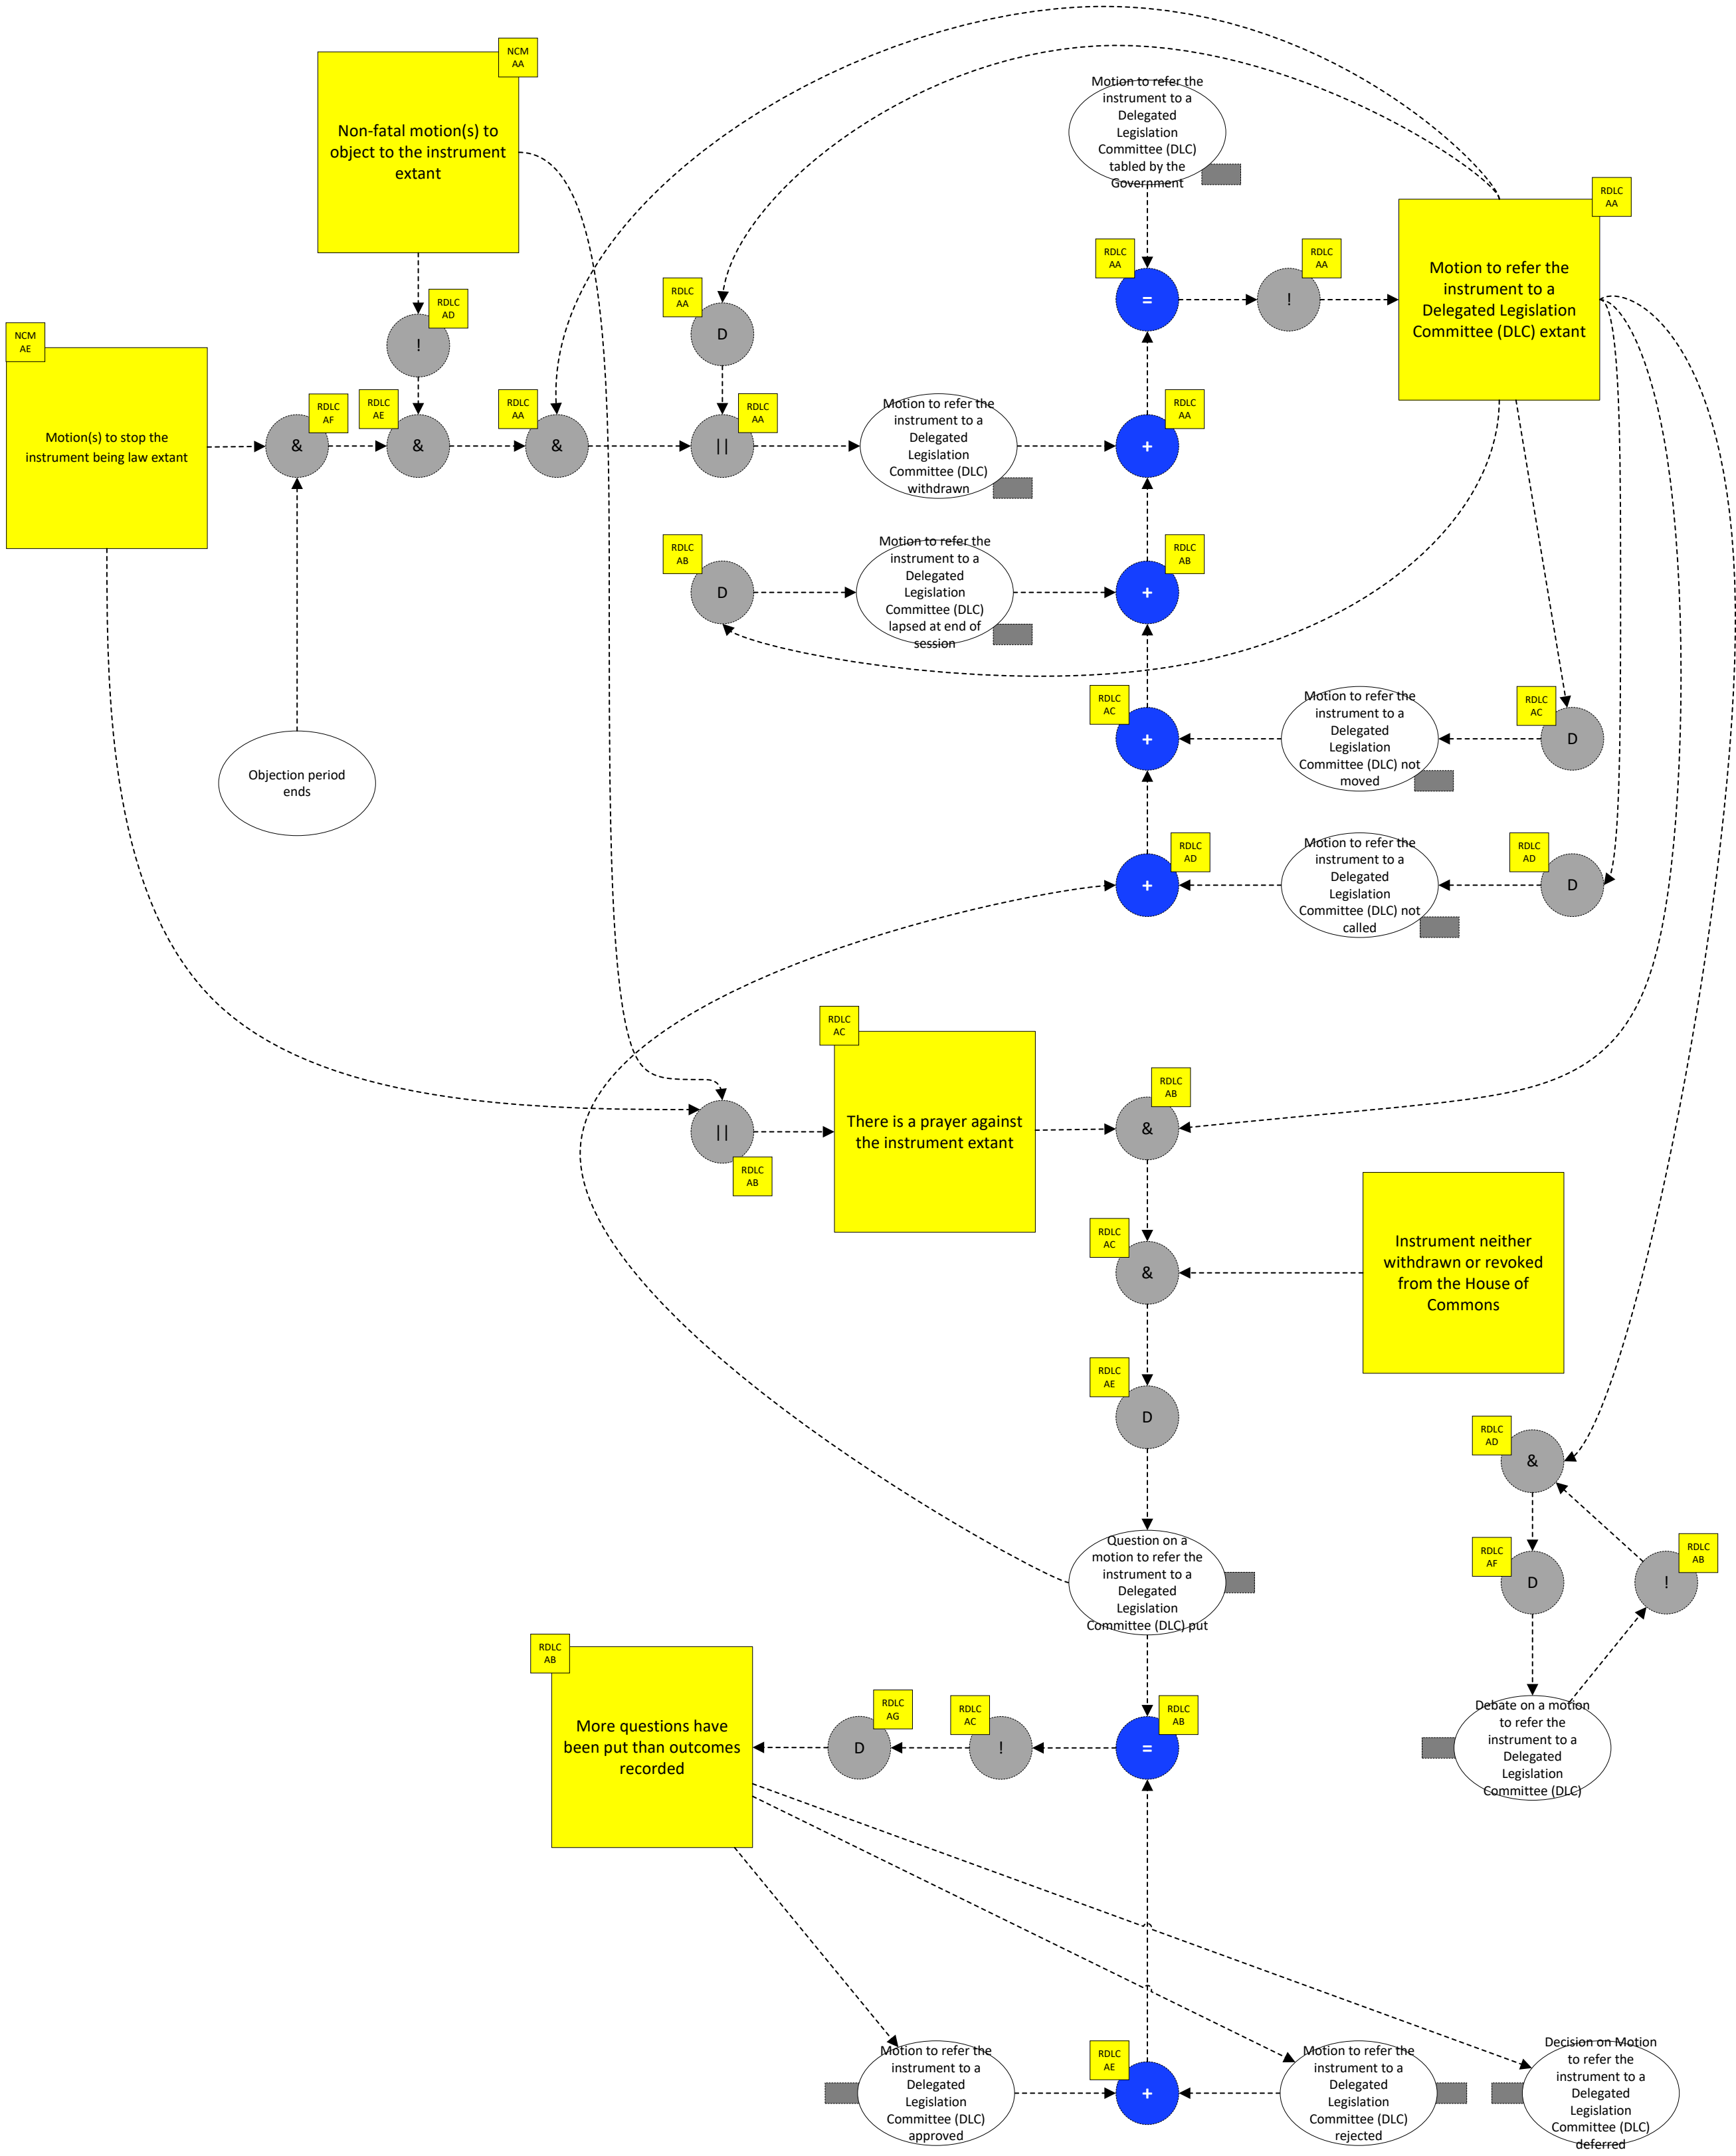 NCM
AA
Non-fatal motion(s) to
object to the instrument
extant
Motion to refer the
instrument to a
Delegated
Legislation
Committee (DLC)
tabled by the
Government
RDLC
AA
Motion to refer the
instrument to a
Delegated Legislation
Committee (DLC) extant
RDLC
AA
=
RDLC
AA
!
RDLC
AA
D
RDLC
AD
!
NCM
AE
Motion(s) to stop the
instrument being law extant
RDLC
AF
&
RDLC
AE
&
RDLC
AA
&
RDLC
AA
||
Motion to refer the
instrument to a
Delegated
Legislation
Committee (DLC)
withdrawn
RDLC
AA
+
RDLC
AB
D
Motion to refer the
instrument to a
Delegated
Legislation
Committee (DLC)
lapsed at end of
session
RDLC
AB
+
Objection period
ends
RDLC
AC
+
Motion to refer the
instrument to a
Delegated
Legislation
Committee (DLC) not
moved
RDLC
AC
D
RDLC
AD
+
Motion to refer the
instrument to a
Delegated
Legislation
Committee (DLC) not
called
RDLC
AD
D
RDLC
AC
There is a prayer against
the instrument extant
||
RDLC
AB
RDLC
AB
&
RDLC
AC
&
Instrument neither
withdrawn or revoked
from the House of
Commons
RDLC
AE
D
RDLC
AD
&
RDLC
AF
D
RDLC
AB
!
Question on a
motion to refer the
instrument to a
Delegated
Legislation
Committee (DLC) put
Debate on a motion
to refer the
instrument to a
Delegated
Legislation
Committee (DLC)
RDLC
AB
More questions have
been put than outcomes
recorded
RDLC
AG
D
RDLC
AC
!
RDLC
AB
=
Motion to refer the
instrument to a
Delegated
Legislation
Committee (DLC)
approved
RDLC
AE
+
Motion to refer the
instrument to a
Delegated
Legislation
Committee (DLC)
rejected
Decision on Motion
to refer the
instrument to a
Delegated
Legislation
Committee (DLC)
deferred